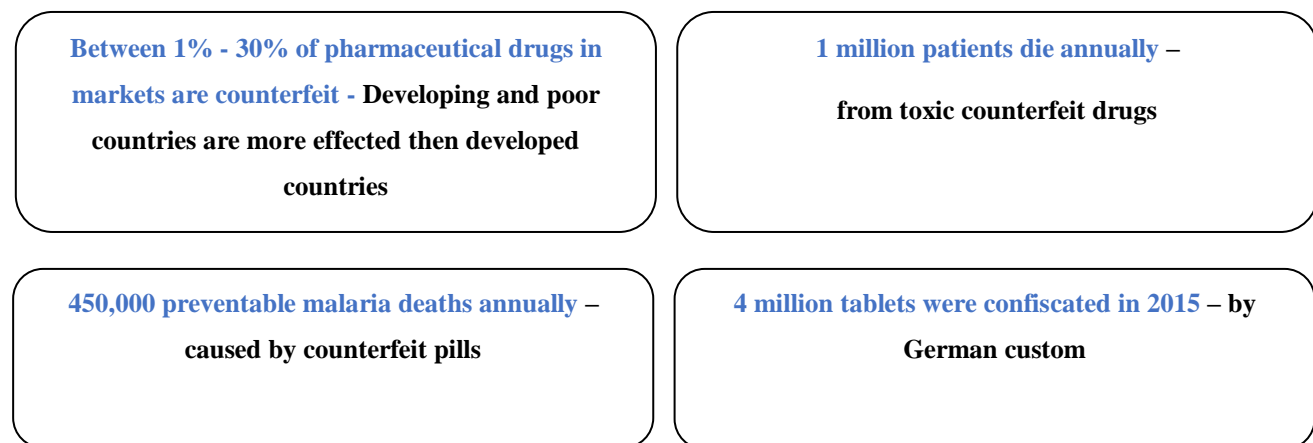 Between 1% - 30% of pharmaceutical drugs in
markets are counterfeit - Developing and poor
countries are more effected then developed
countries
1 million patients die annually –
from toxic counterfeit drugs
450,000 preventable malaria deaths annually –
caused by counterfeit pills
4 million tablets were confiscated in 2015 – by
German custom